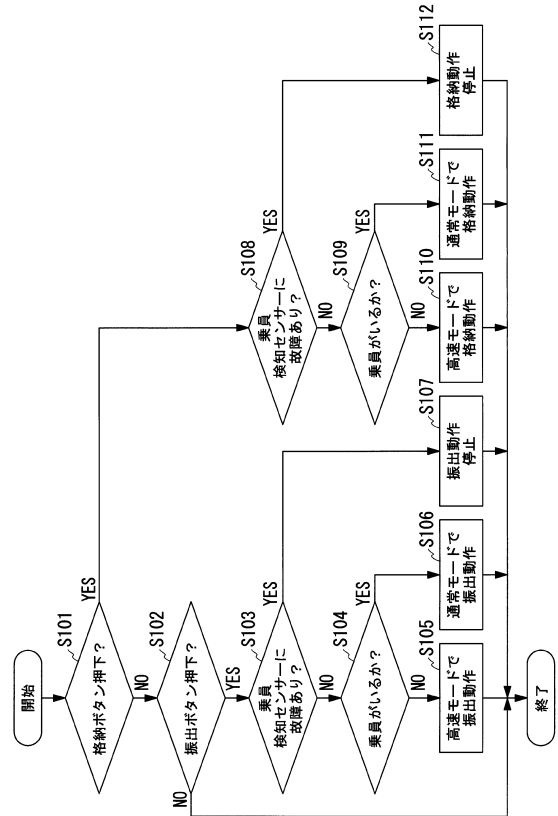 開始
S101
格納ボタン押下？
YES
NO
S102
振出ボタン押下？
NO
YES
S103
乗員
検知センサーに
故障あり？
YES
NO
S104
乗員がいるか？
YES
NO
S105
高速モードで
振出動作
S106
通常モードで
振出動作
S107
振出動作
停止
S108
乗員
検知センサーに
故障あり？
YES
NO
S109
乗員がいるか？
YES
NO
S110
高速モードで
格納動作
S111
通常モードで
格納動作
S112
格納動作
停止
終了